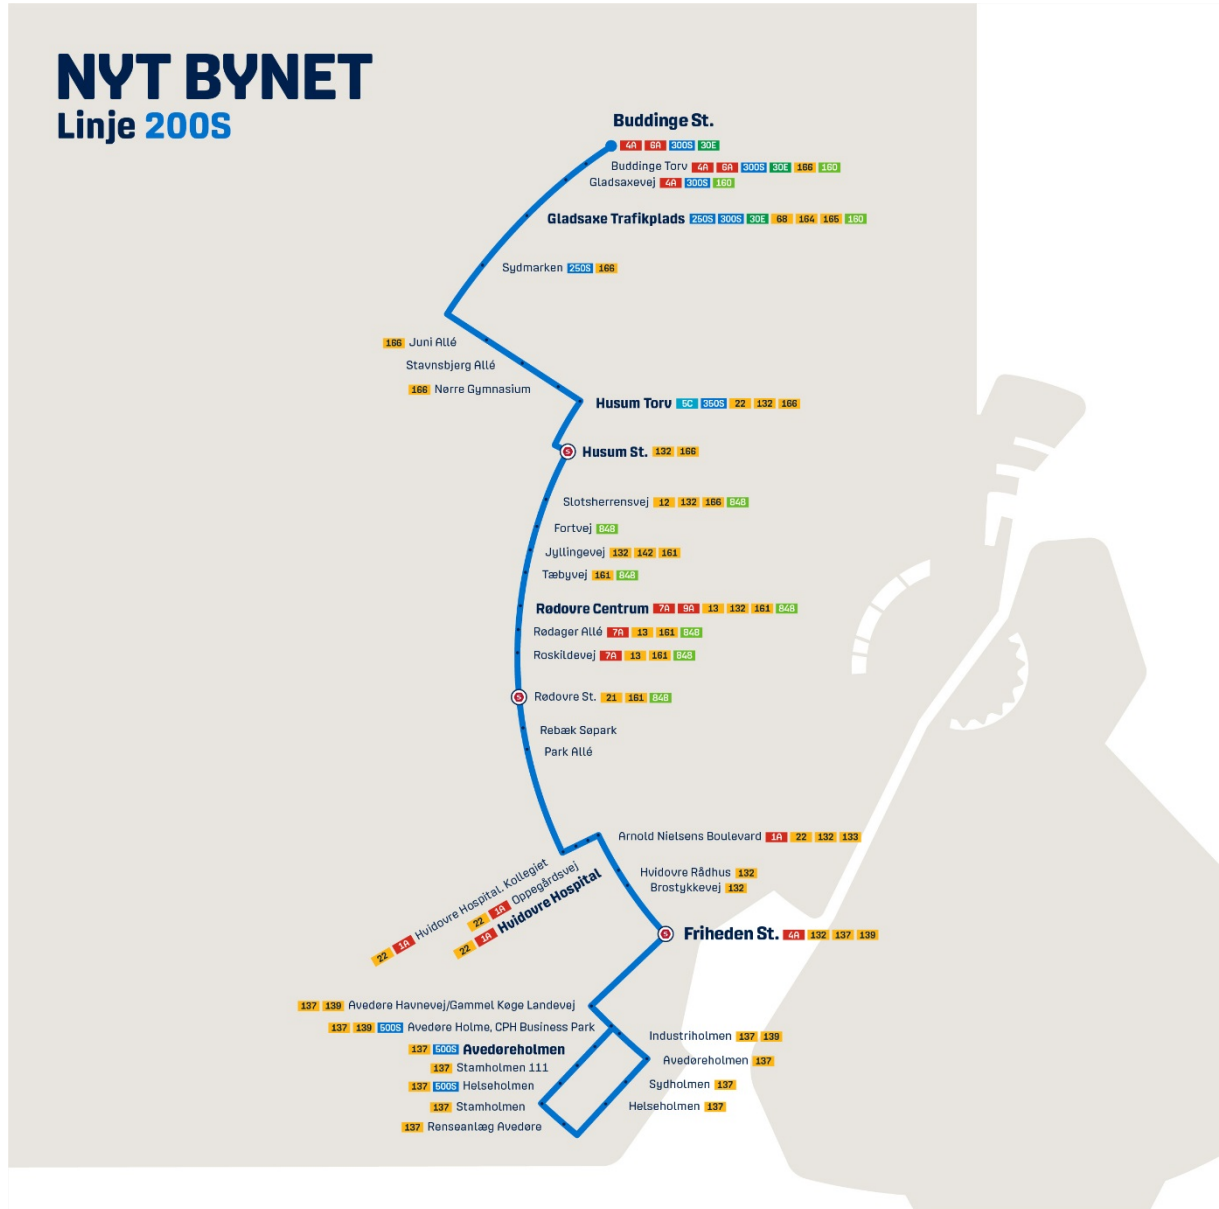 NYT BYNET
Linje 200S
Buddinge St.
4A 6A 300S 30E
Buddinge Torv 4A 6A 300S 30E 166 160
Gladsaxevej 4A 300S 160
Gladsaxe Trafikplads 250S 300S 30E 68 164 165 160
Sydmarken 250S 166
166 Juni Allé
Stavnsbjerg Allé
166 Nørre Gymnasium
Husum Torv 5C 350S 22 132 166
Husum St. 132 166
Slotsherrensvej 12 132 166 848
Fortvej 848
Jyllingevej 132 142 161
Tæbyvej 161 848
Rødovre Centrum 7A 9A 13 132 161 848
Rødager Allé 7A 13 161 848
Roskildevej 7A 13 161 848
Rødovre St. 21 161 848
Rebæk Søpark
Park Allé
Arnold Nielsens Boulevard 1A 22 132 133
22 1A Hvidovre Hospital, Kollegiet
22 1A Oppegårdsvej
22 1A Hvidovre Hospital
Hvidovre Rådhus 132
Brostykkevej 132
Friheden St. 4A 132 137 139
137 139 Avedøre Havnevej/Gammel Køge Landevej
137 139 500S Avedøre Holme, CPH Business Park
Industriholmen 137 139
137 500S Avedøreholmen
Avedøreholmen 137
137 Stamholmen 111
137 500S Helseholmen
Sydholmen 137
137 Stamholmen
Helseholmen 137
137 Renseanlæg Avedøre